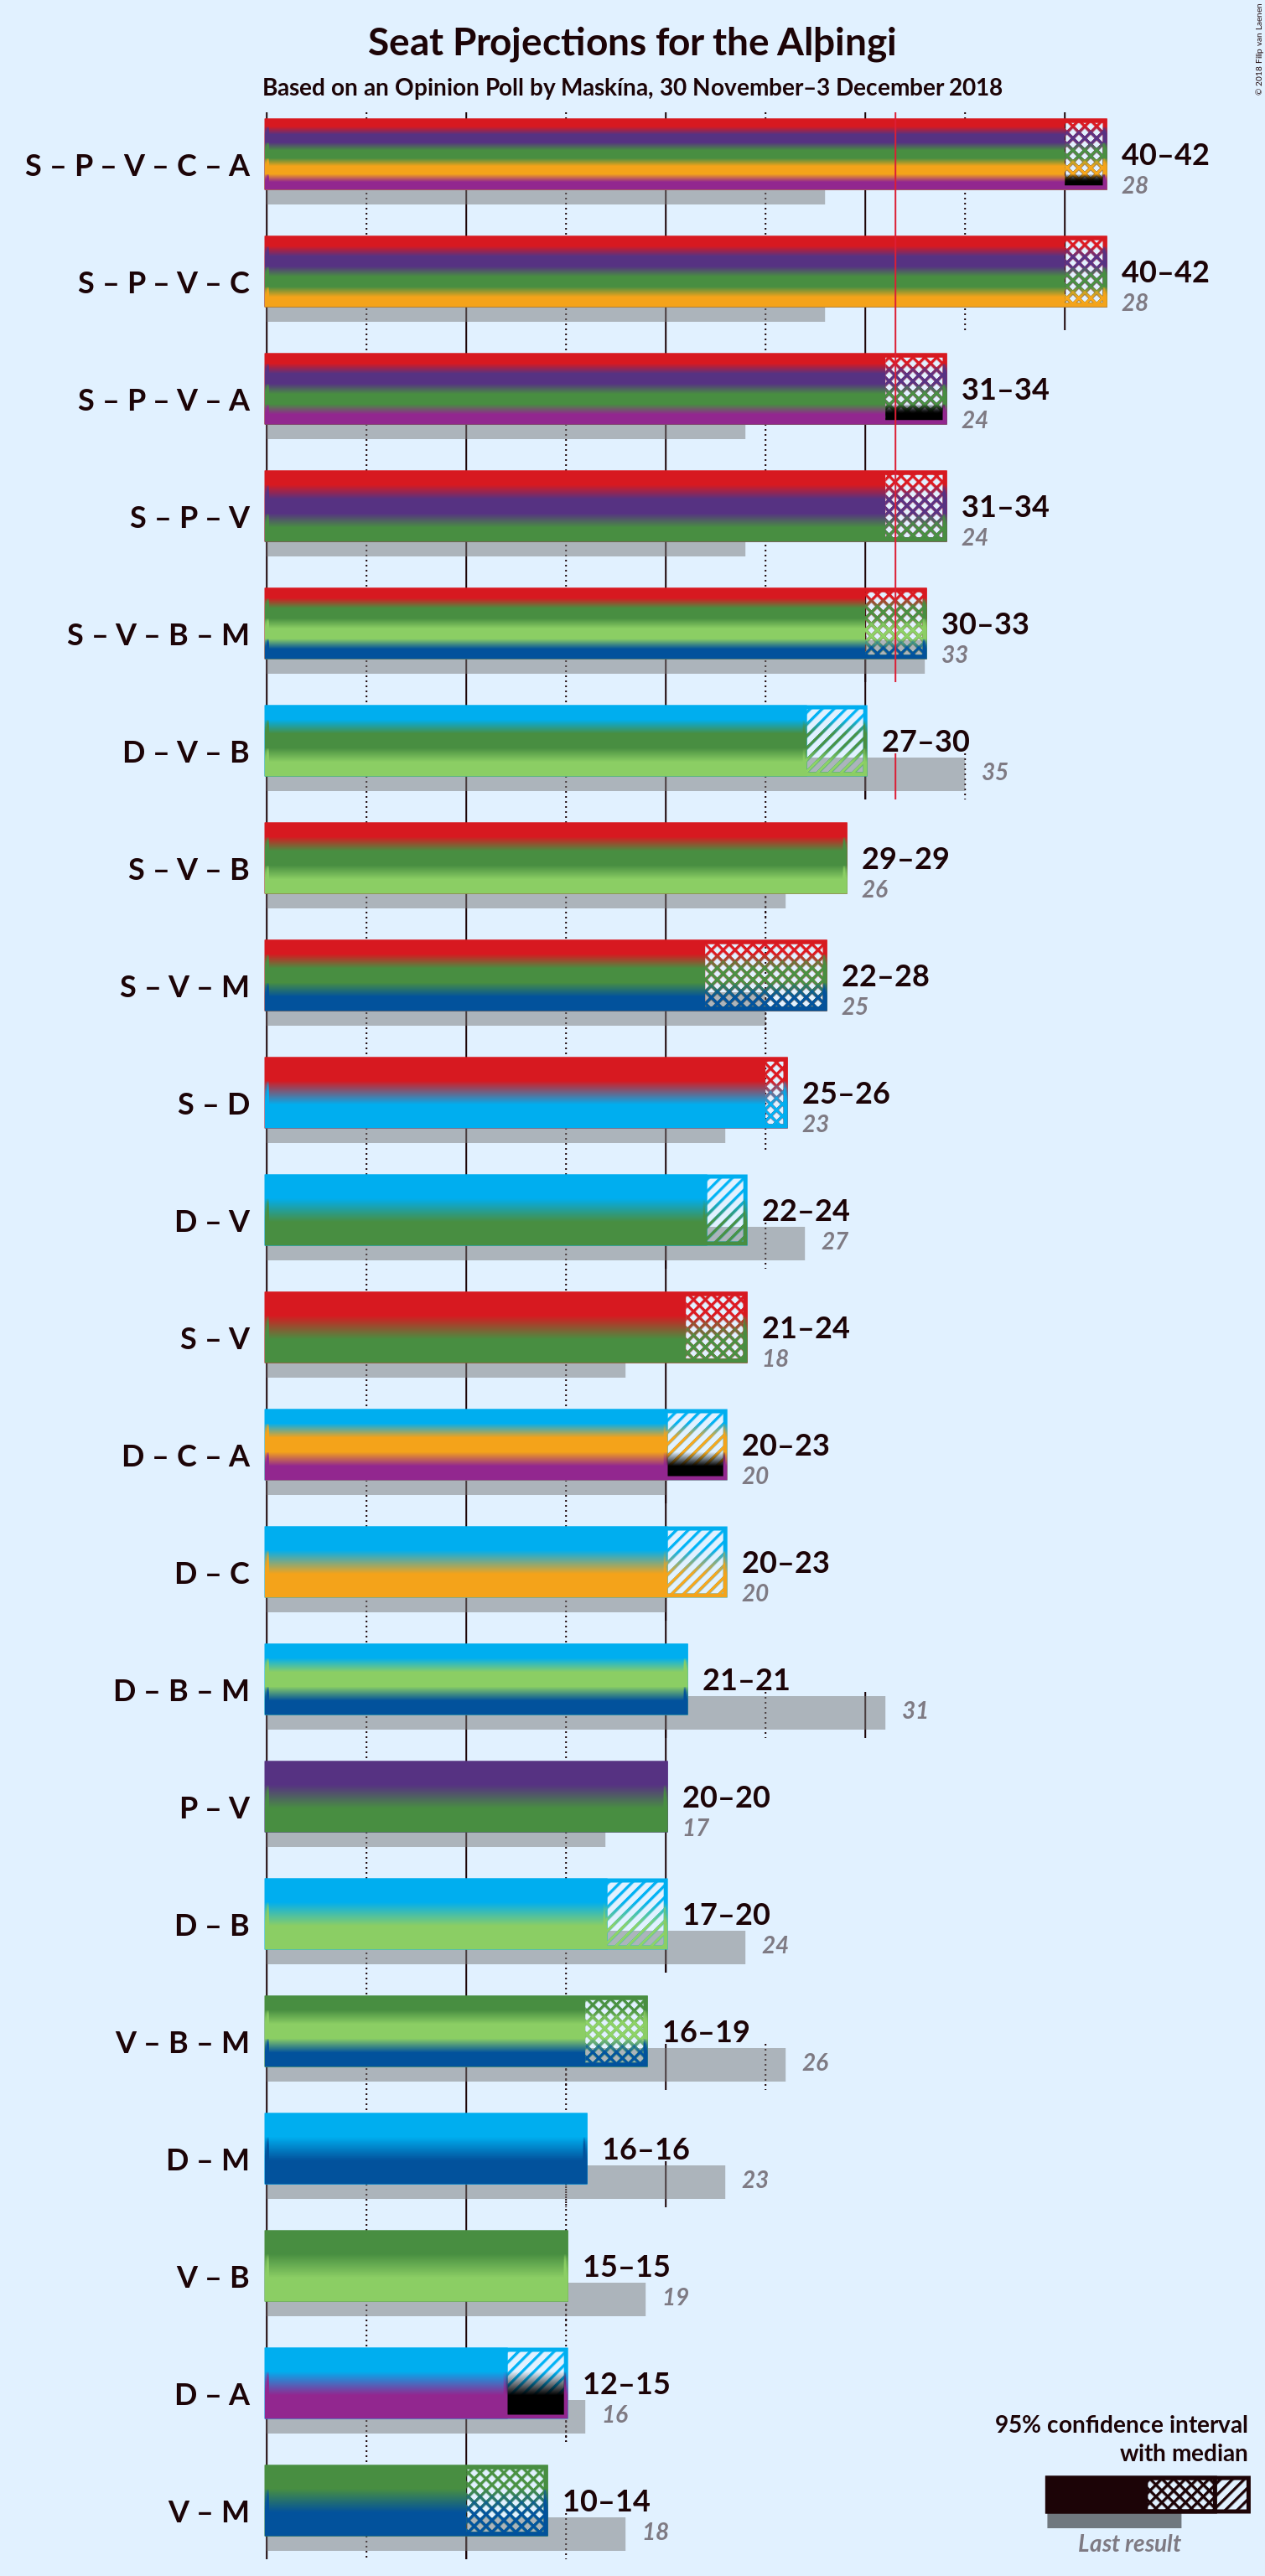 Seat Projections for the Alþingi
Based on an Opinion Poll by Maskína, 30 November–3 December 2018
© 2018 Filip van Laenen
S – P – V – C – A
40–42
28
S – P – V – C
40–42
28
S – P – V – A
31–34
24
S – P – V
31–34
24
S – V – B – M
30–33
33
D – V – B
27–30
35
S – V – B
29–29
26
S – V – M
22–28
25
S – D
25–26
23
D – V
22–24
27
S – V
21–24
18
D – C – A
20–23
20
D – C
20–23
20
D – B – M
21–21
31
P – V
20–20
17
D – B
17–20
24
V – B – M
16–19
26
D – M
16–16
23
V – B
15–15
19
D – A
12–15
16
V – M
10–14
18
95% confidence interval
with median
Last result